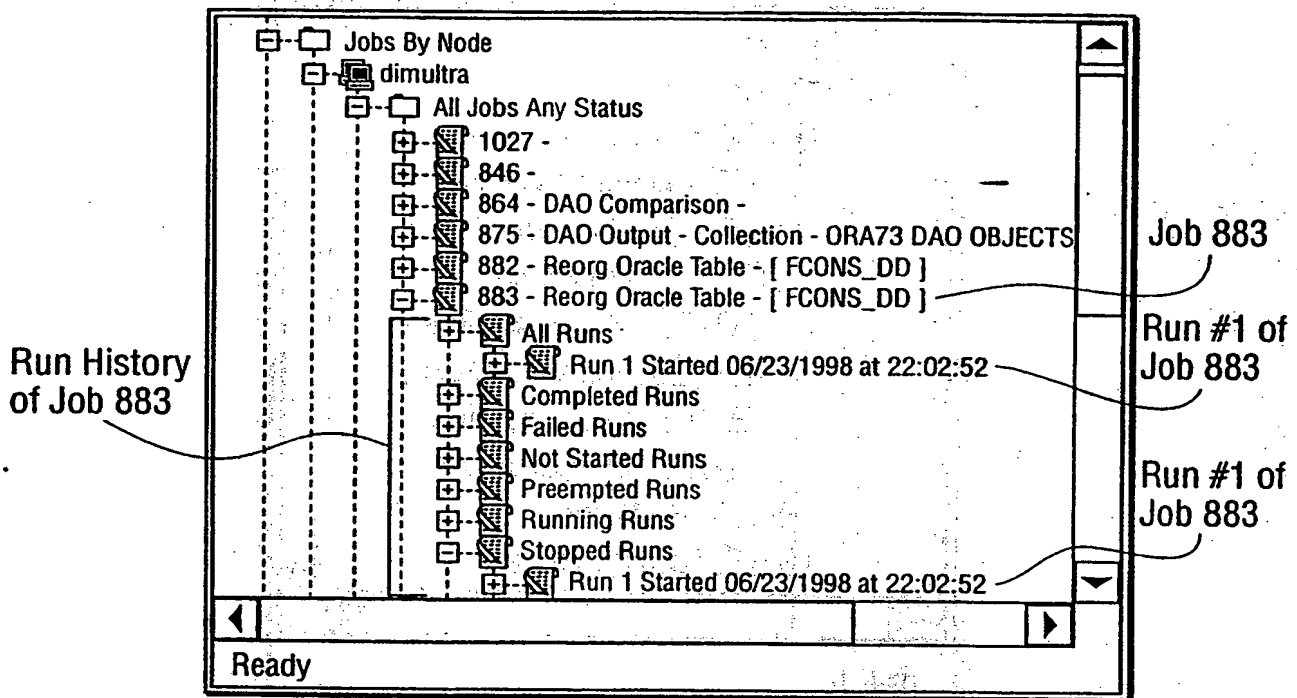 Jobs By Node
dimultra
All Jobs Any Status
1027 -
846 -
864 - DAO Comparison -
875 - DAO Output - Collection - ORA73 DAO OBJECTS
882 - Reorg Oracle Table - [ FCONS_DD ]
883 - Reorg Oracle Table - [ FCONS_DD ]
All Runs
Run 1 Started 06/23/1998 at 22:02:52
Completed Runs
Failed Runs
Not Started Runs
Preempted Runs
Running Runs
Stopped Runs
Run 1 Started 06/23/1998 at 22:02:52
Ready
Run History
of Job 883
Job 883
Run #1 of
Job 883
Run #1 of
Job 883